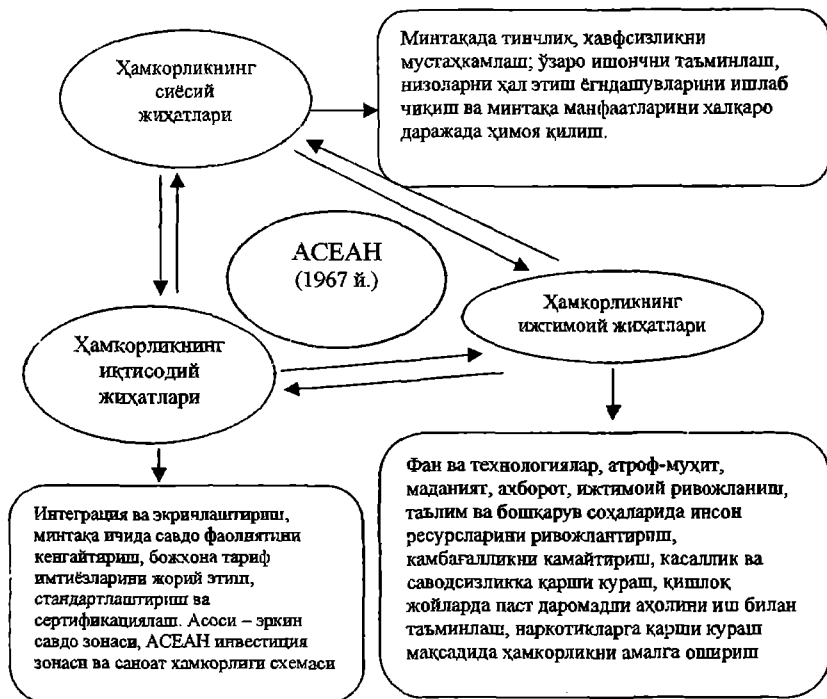 Ҳамкорликнинг
сиёсий
жиҳатлари
Минтақада тинчлик, хавфсизликни
мустаҳкамлаш; ўзаро ишончни таъминлаш,
низоларни ҳал этиш ёгндашувларини ишлаб
чиқиш ва минтақа манфаатларини халқаро
даражада ҳимоя қилиш.
АСЕАН
(1967 й.)
Ҳамкорликнинг
ижтимоий жиҳатлари
Ҳамкорликнинг
иқтисодий
жиҳатлари
Интеграция ва экричлаштириш,
минтақа ичида савдо фаолиятини
кенгайтириш, божхона тариф
имтиёзларини жорий этиш,
стандартлаштириш ва
сертификациялаш. Асоси – эркин
савдо зонаси, АСЕАН инвестиция
зонаси ва саноат ҳамкорлиги схемаси
Фан ва технологиялар, атроф-муҳит,
маданият, ахборот, ижтимоий ривожланиш,
таълим ва бошқарув соҳаларида инсон
ресурсларини ривожлантириш,
камбағалликни камайтириш, касаллик ва
саводсизликка қарши кураш, қишлоқ
жойларда паст даромадли аҳолини иш билан
таъминлаш, наркотикларга қарши кураш
мақсадида ҳамкорликни амалга ошириш